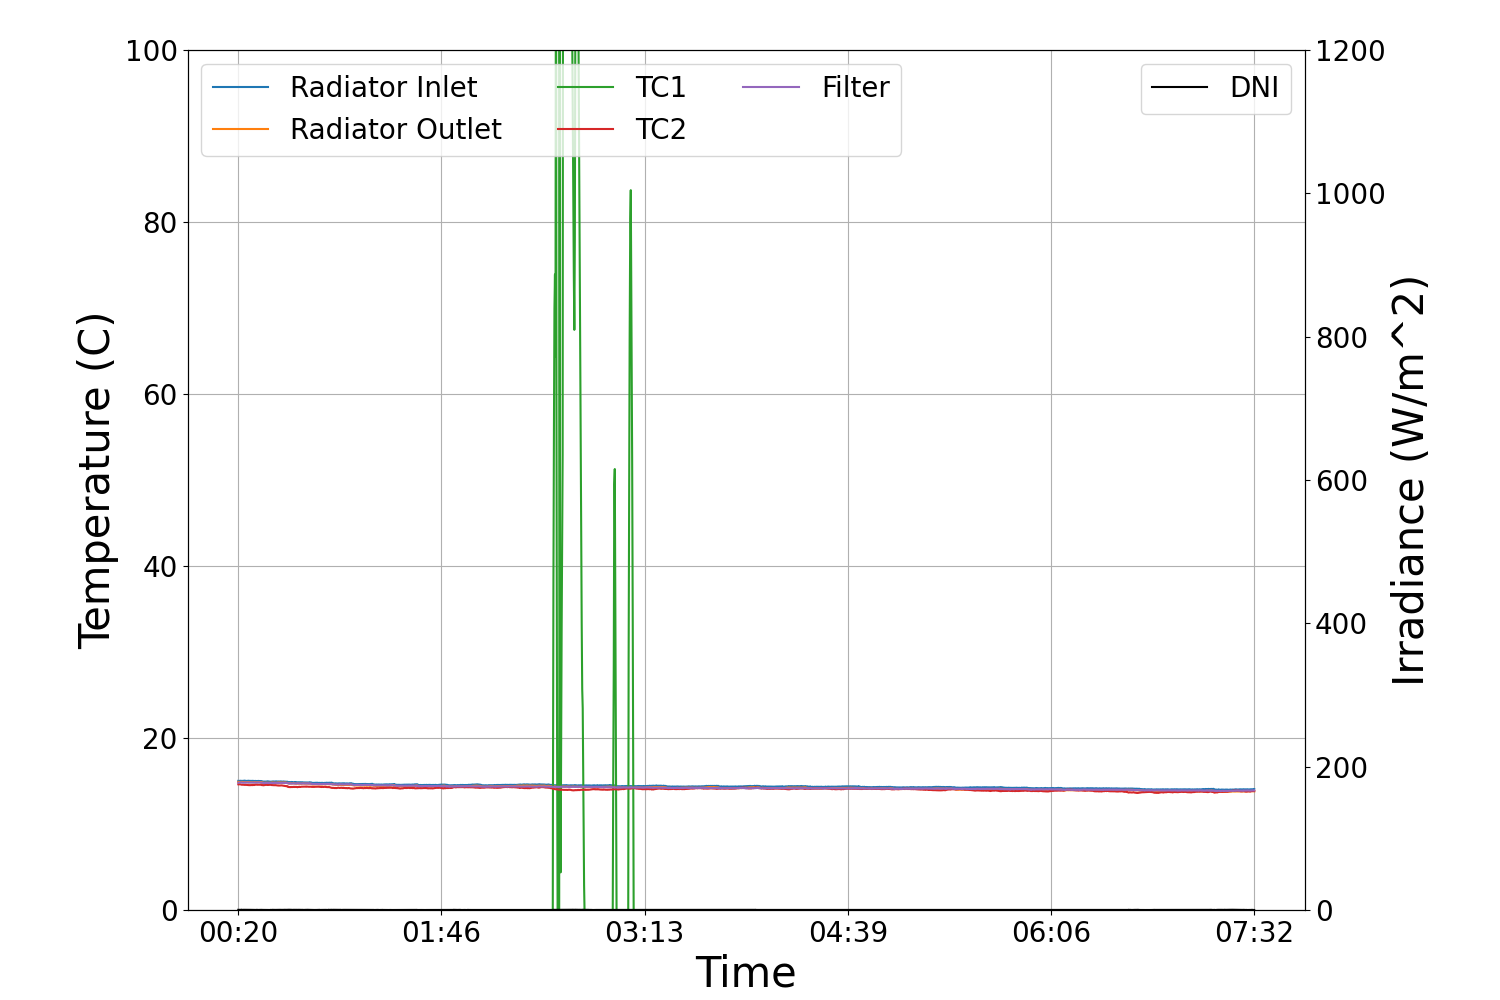 Radiator Inlet
Radiator Outlet
TC1
TC2
Filter
DNI
Temperature (C)
100
80
60
40
20
0
Irradiance (W/m^2)
1200
1000
800
600
400
200
0
00:20 01:46 03:13 04:39 06:06 07:32
Time